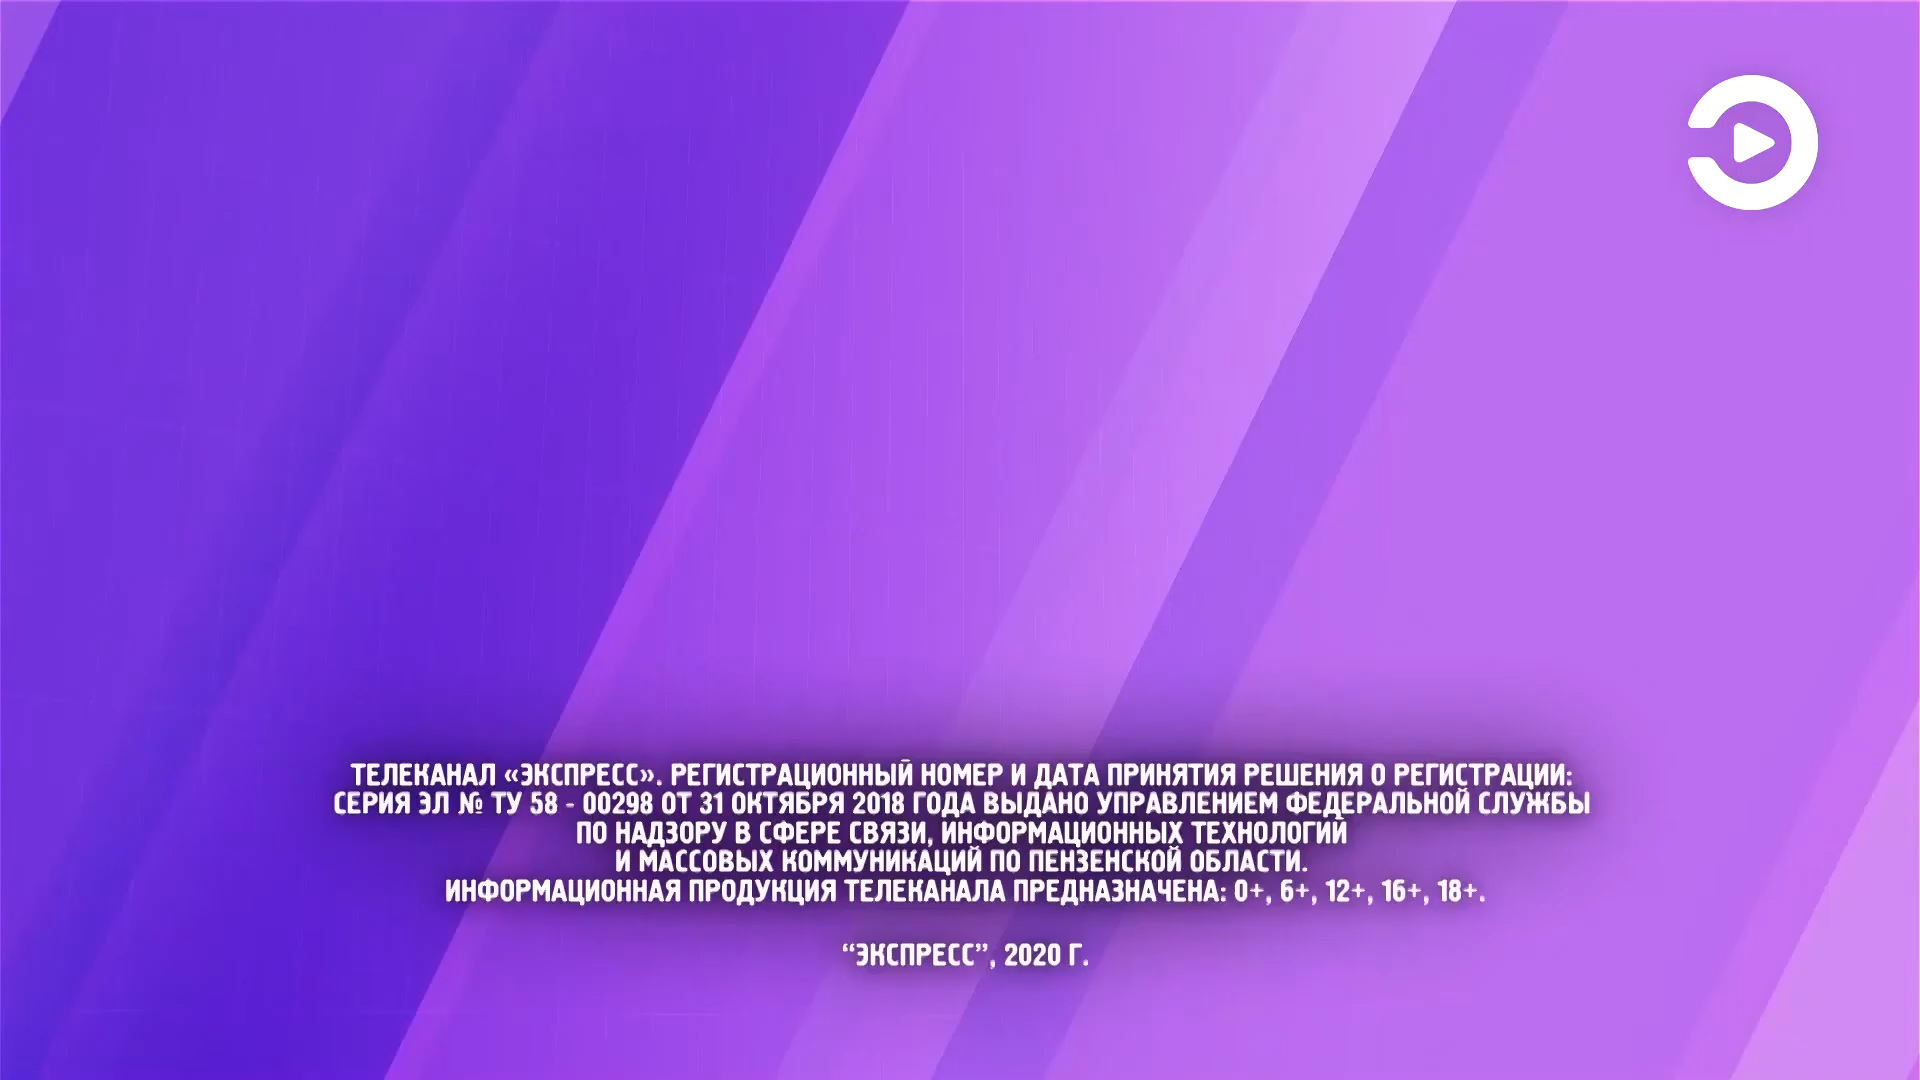 ТЕЛЕКАНАЛ «ЭКСПРЕСС». РЕГИСТРАЦИОННЫЙ НОМЕР И ДАТА ПРИНЯТИЯ РЕШЕНИЯ О РЕГИСТРАЦИИ:
СЕРИЯ ЭЛ № ТУ 58 - 00298 ОТ 31 ОКТЯБРЯ 2018 ГОДА ВЫДАНО УПРАВЛЕНИЕМ ФЕДЕРАЛЬНОЙ СЛУЖБЫ
ПО НАДЗОРУ В СФЕРЕ СВЯЗИ, ИНФОРМАЦИОННЫХ ТЕХНОЛОГИЙ
И МАССОВЫХ КОММУНИКАЦИЙ ПО ПЕНЗЕНСКОЙ ОБЛАСТИ.
ИНФОРМАЦИОННАЯ ПРОДУКЦИЯ ТЕЛЕКАНАЛА ПРЕДНАЗНАЧЕНА: 0+, 6+, 12+, 16+, 18+.
“ЭКСПРЕСС”, 2020 Г.